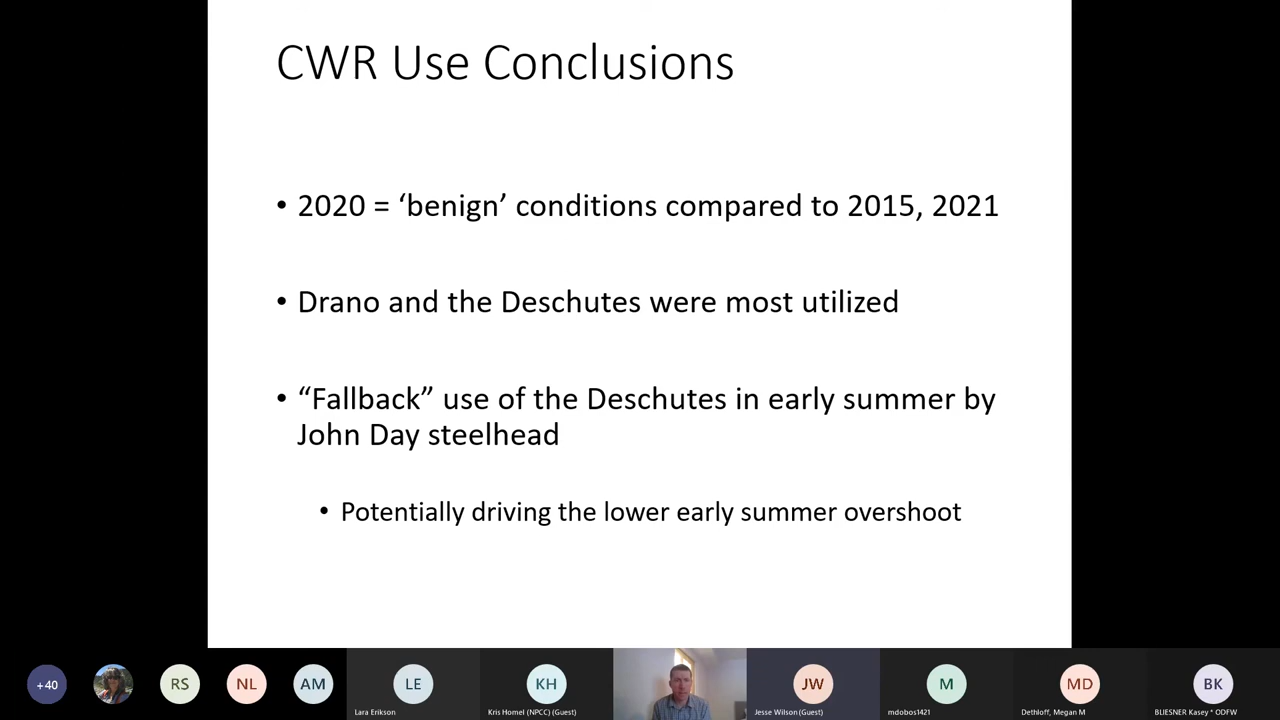 CWR Use Conclusions
• 2020 = ‘benign’ conditions compared to 2015, 2021
• Drano and the Deschutes were most utilized
• “Fallback” use of the Deschutes in early summer by
John Day steelhead
• Potentially driving the lower early summer overshoot
+40
RS
NL
AM
LE
KH
JW
M
MD
BK
Lara Erikson
Kris Homel (NPCC) (Guest)
Jesse Wilson (Guest)
mdobos1421
Dethloff, Megan M
BLIESNER Kasey * ODFW